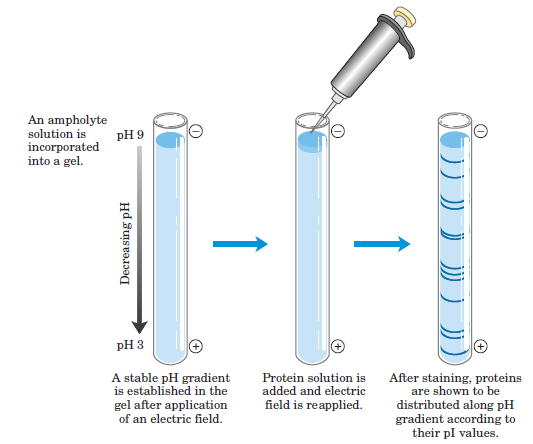 An ampholyte
solution is
incorporated
into a gel.
pH 9
−
Decreasing pH
pH 3
+
−
+
−
+
A stable pH gradient
is established in the
gel after application
of an electric field.
Protein solution is
added and electric
field is reapplied.
After staining, proteins
are shown to be
distributed along pH
gradient according to
their pI values.